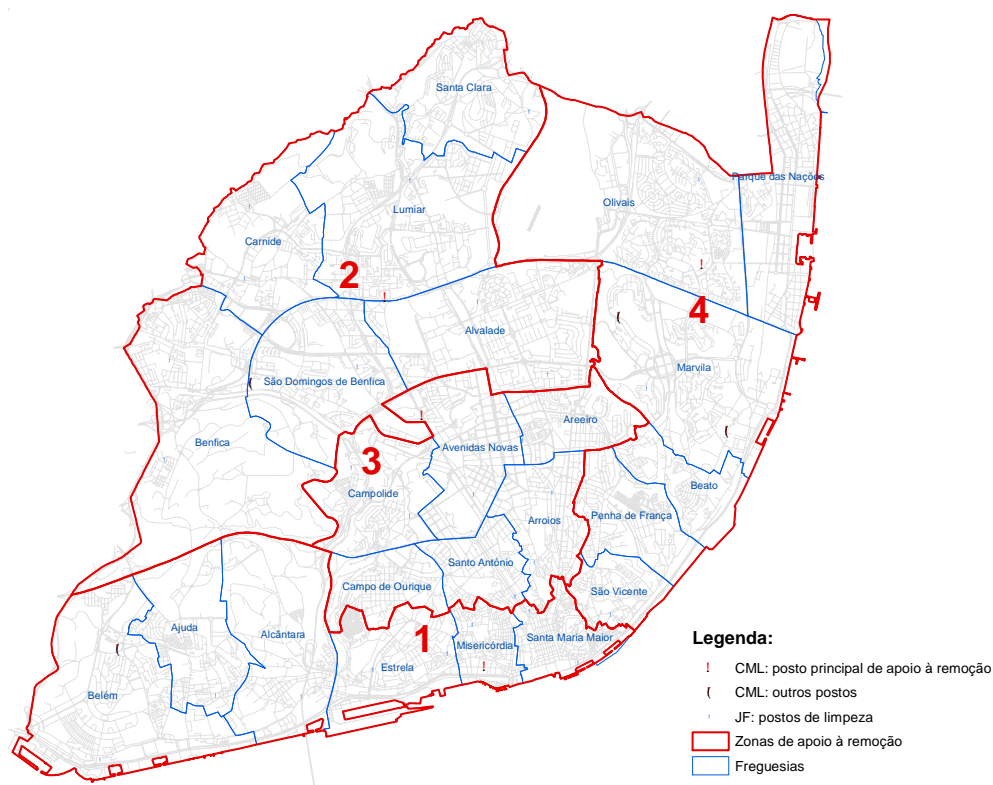 Santa Clara
Parque das Nações
Olivais
Lumiar
Carnide
2
4
Alvalade
Marvila
São Domingos de Benfica
Areeiro
Benfica
Avenidas Novas
3
Campolide
Beato
Penha de França
Arroios
Santo António
Campo de Ourique
São Vicente
Ajuda
Alcântara
1
Misericórdia
Santa Maria Maior
Estrela
Belém
Legenda:
! CML: posto principal de apoio à remoção
( CML: outros postos
JF: postos de limpeza
Zonas de apoio à remoção
Freguesias